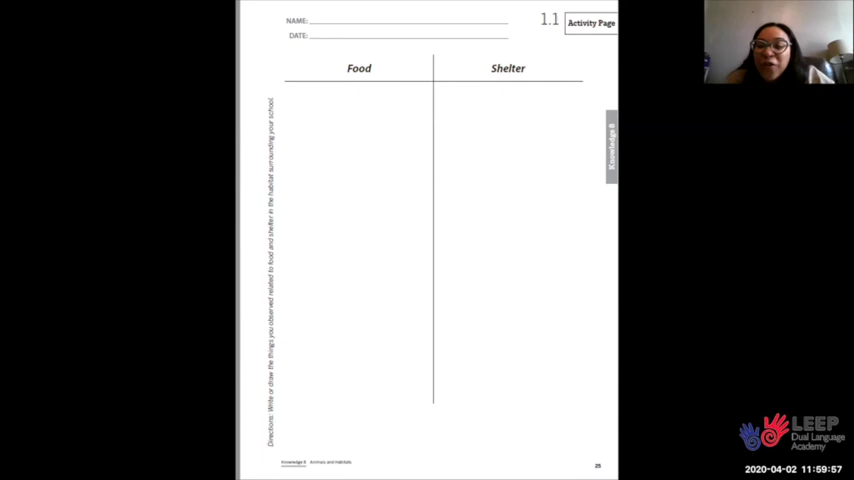 NAME:
DATE:
1.1
Activity Page
Food
Shelter
Directions: Write or draw the things you observed related to food and shelter in the habitat surrounding your school.
Knowledge 8
Knowledge 8 Animals and Habitats
25
LEEP
Dual Language
Academy
2020-04-02 11:59:57